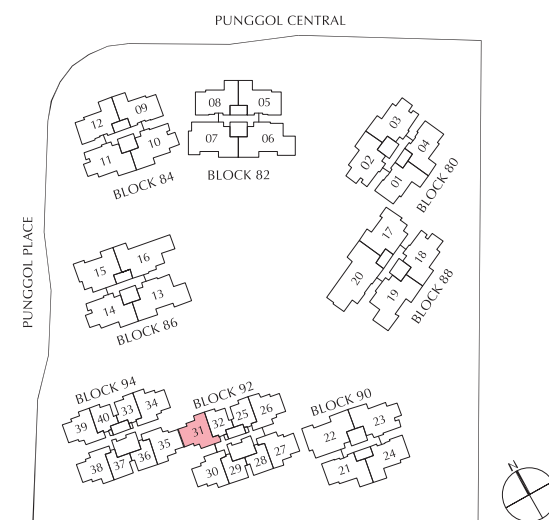 PUNGGOL CENTRAL
PUNGGOL PLACE
12 09
11 10
BLOCK 84
08 05
07 06
BLOCK 82
03
04
02
01
BLOCK 80
15 16
14 13
BLOCK 86
17
18
20
19
BLOCK 88
BLOCK 94
39 40 33 34
38 37 36 35
BLOCK 92
31 32 25 26
30 29 28 27
BLOCK 90
22 23
21 24
N